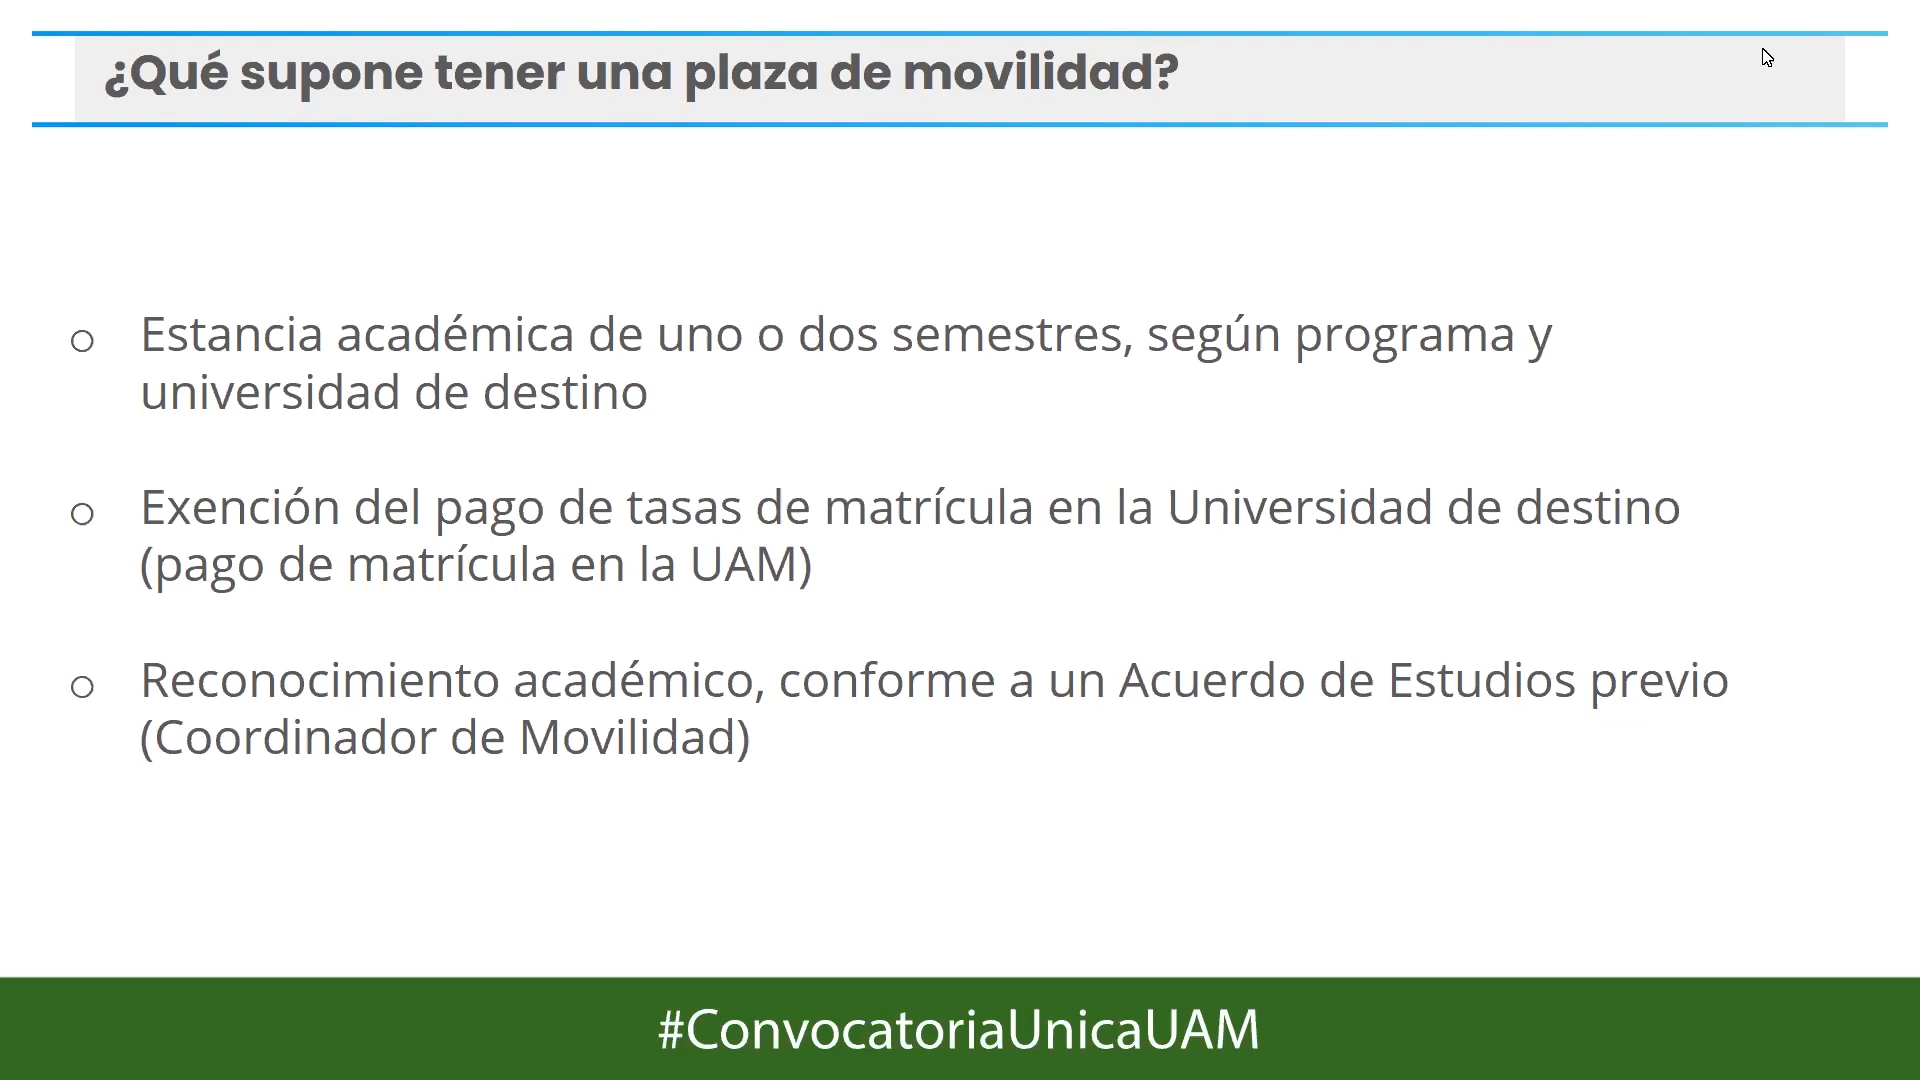 ¿Qué supone tener una plaza de movilidad?
o Estancia académica de uno o dos semestres, según programa y
universidad de destino
o Exención del pago de tasas de matrícula en la Universidad de destino
(pago de matrícula en la UAM)
o Reconocimiento académico, conforme a un Acuerdo de Estudios previo
(Coordinador de Movilidad)
#ConvocatoriaUnicaUAM